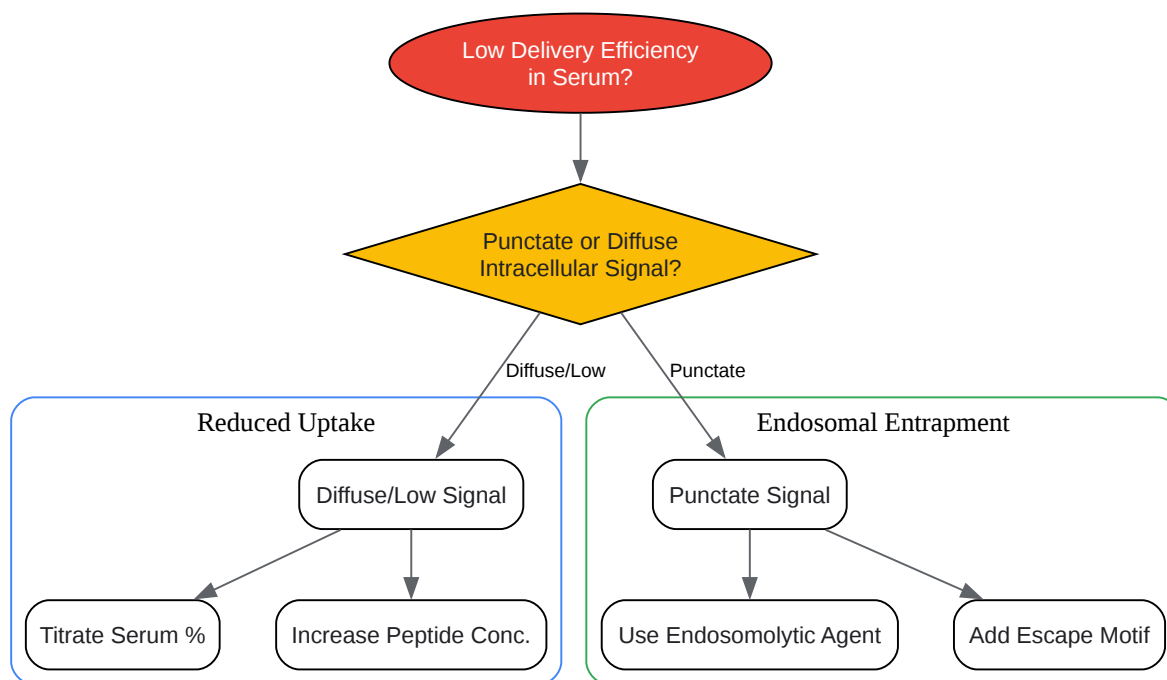 Low Delivery Efficiency
in Serum?
Punctate or Diffuse
Intracellular Signal?
Diffuse/Low
Punctate
Reduced Uptake
Endosomal Entrapment
Diffuse/Low Signal
Punctate Signal
Titrate Serum %
Increase Peptide Conc.
Use Endosomolytic Agent
Add Escape Motif